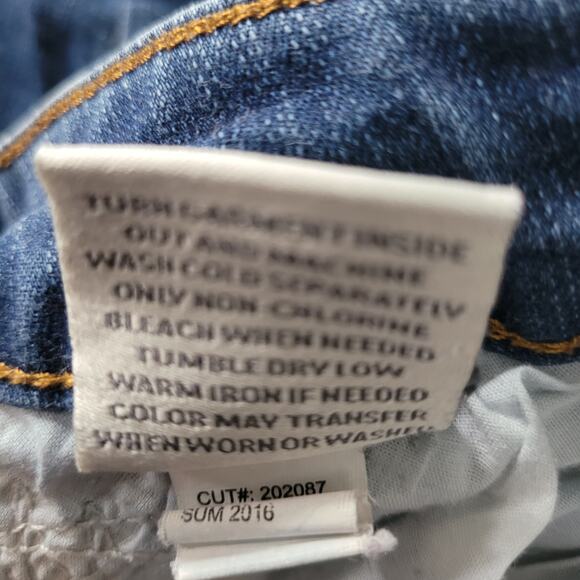 TURN GARMENT INSIDE
OUT AND MACHINE
WASH COLD SEPARATELY
ONLY NON-CHLORINE
BLEACH WHEN NEEDED
TUMBLE DRY LOW
WARM IRON IF NEEDED
COLOR MAY TRANSFER
WHEN WORN OR WASHED
CUT#: 202087
SUM 2016